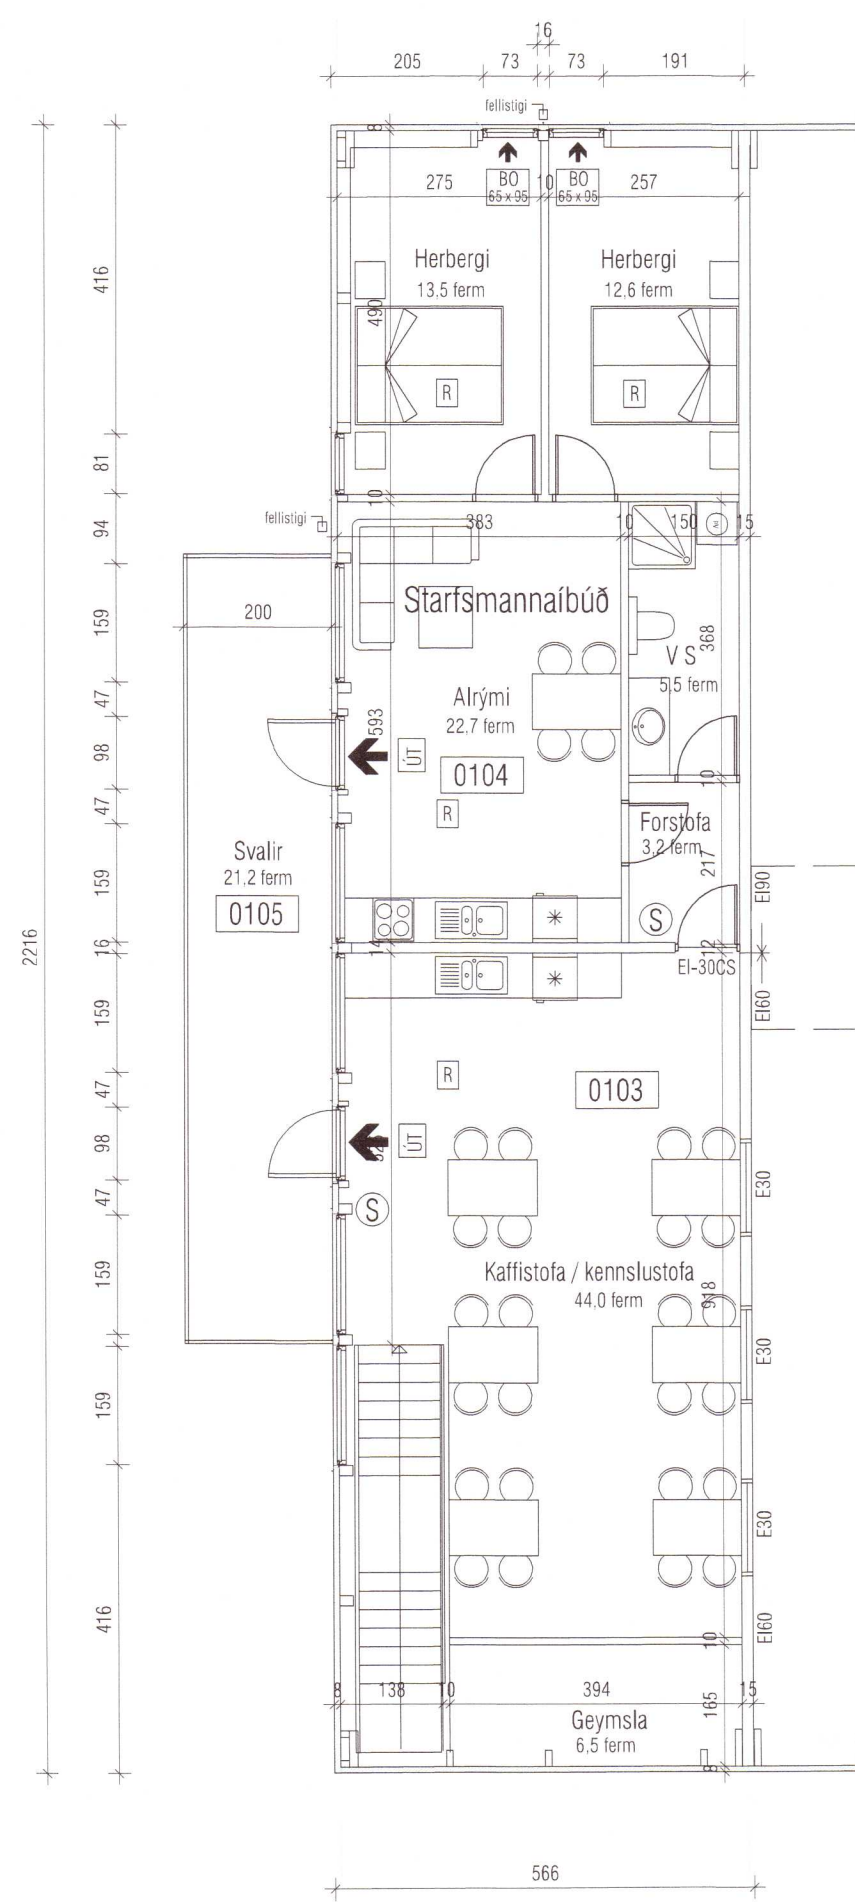 16
205
73
73
191
fellistigi
8
275
BO
65 x 95
10
BO
65 x 95
257
Herbergi
13,5 ferm
Herbergi
12,6 ferm
416
490
R
R
81
10
94
fellistigi
383
10
150
15
200
159
Starfsmannaíbúð
368
V S
5,5 ferm
47
Alrými
22,7 ferm
593
98
ÚT
0104
10
47
R
Forstofa
3,2 ferm
217
Svalir
21,2 ferm
0105
159
EI90
S
2216
16
14
12
EI-30CS
159
EI60
R
0103
47
98
ÚT
47
S
E30
159
Kaffistofa / kennslustofa
44,0 ferm
918
E30
159
E30
416
EI60
10
8
138
10
394
15
165
Geymsla
6,5 ferm
8
566